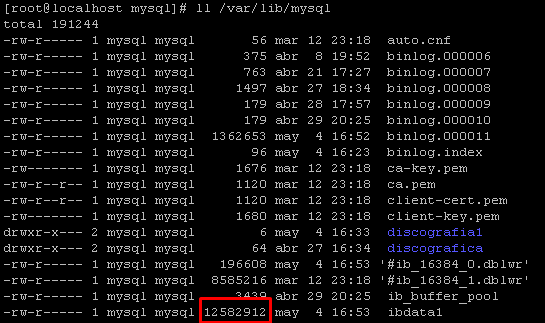 [root@localhost mysql]# ll /var/lib/mysql
total 191244
-rw-r----- 1 mysql mysql 56 mar 12 23:18 auto.cnf
-rw-r----- 1 mysql mysql 375 abr 8 19:52 binlog.000006
-rw-r----- 1 mysql mysql 763 abr 21 17:27 binlog.000007
-rw-r----- 1 mysql mysql 1497 abr 27 18:34 binlog.000008
-rw-r----- 1 mysql mysql 179 abr 28 17:57 binlog.000009
-rw-r----- 1 mysql mysql 179 abr 29 20:25 binlog.000010
-rw-r----- 1 mysql mysql 1362653 may 4 16:52 binlog.000011
-rw-r----- 1 mysql mysql 96 may 4 16:23 binlog.index
-rw------- 1 mysql mysql 1676 mar 12 23:18 ca-key.pem
-rw-r--r-- 1 mysql mysql 1120 mar 12 23:18 ca.pem
-rw-r--r-- 1 mysql mysql 1120 mar 12 23:18 client-cert.pem
-rw------- 1 mysql mysql 1680 mar 12 23:18 client-key.pem
drwxr-x--- 2 mysql mysql 6 may 4 16:33 discografia1
drwxr-x--- 2 mysql mysql 64 abr 27 16:34 discografica
-rw-r----- 1 mysql mysql 196608 may 4 16:53 '#ib_16384_0.dblwr'
-rw-r----- 1 mysql mysql 8585216 mar 12 23:18 '#ib_16384_1.dblwr'
-rw-r----- 1 mysql mysql 3439 abr 29 20:25 ib_buffer_pool
-rw-r----- 1 mysql mysql 12582912 may 4 16:53 ibdata1